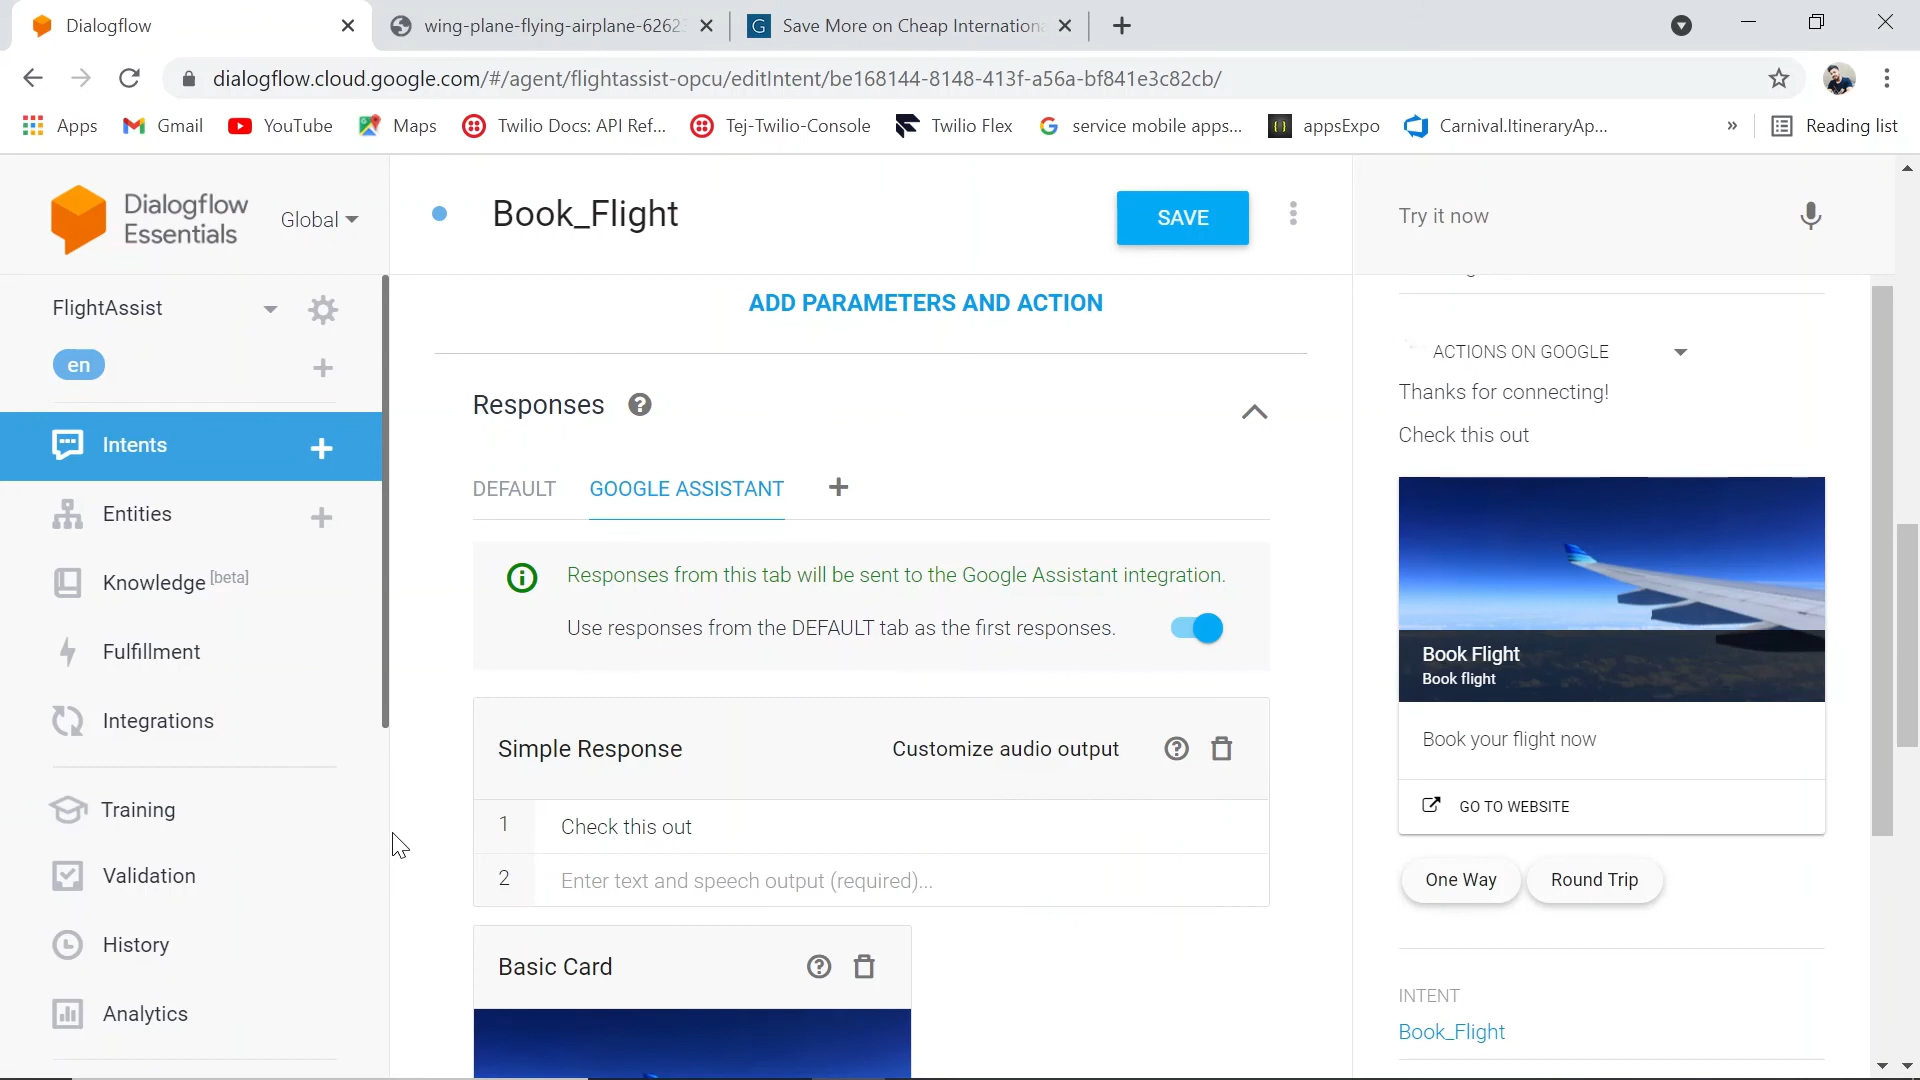 Dialogflow
wing-plane-flying-airplane-6262
G Save More on Cheap Internationa
dialogflow.cloud.google.com/#/agent/flightassist-opcu/editIntent/be168144-8148-413f-a56a-bf841e3c82cb/
Apps
Gmail
YouTube
Maps
Twilio Docs: API Ref...
Tej-Twilio-Console
Twilio Flex
service mobile apps...
appsExpo
Carnival.ItineraryAp...
»
Reading list
Dialogflow
Essentials
Global
Book_Flight
SAVE
Try it now
FlightAssist
en
Intents
Entities
Knowledge [beta]
Fulfillment
Integrations
Training
Validation
History
Analytics
ADD PARAMETERS AND ACTION
Responses
DEFAULT
GOOGLE ASSISTANT
Responses from this tab will be sent to the Google Assistant integration.
Use responses from the DEFAULT tab as the first responses.
Simple Response
Customize audio output
1 Check this out
2 Enter text and speech output (required)...
Basic Card
ACTIONS ON GOOGLE
Thanks for connecting!
Check this out
Book Flight
Book flight
Book your flight now
GO TO WEBSITE
One Way
Round Trip
INTENT
Book_Flight